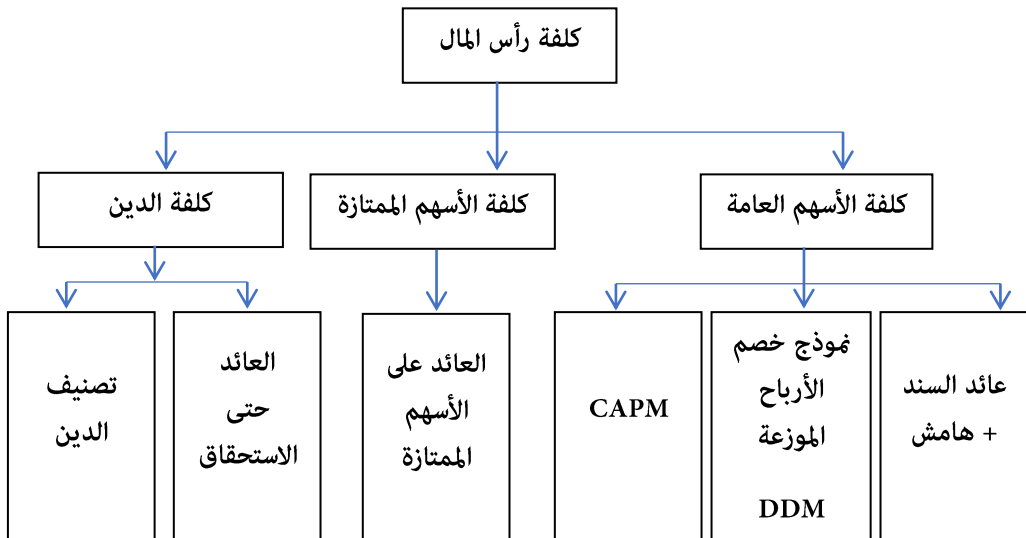 كلفة رأس المال
كلفة الأسهم العامة
كلفة الأسهم الممتازة
كلفة الدين
عائد السند
+ هامش
نموذج خصم
الأرباح
الموزعة
DDM
CAPM
العائد على
الأسهم
الممتازة
العائد
حتى
الاستحقاق
تصنيف
الدين